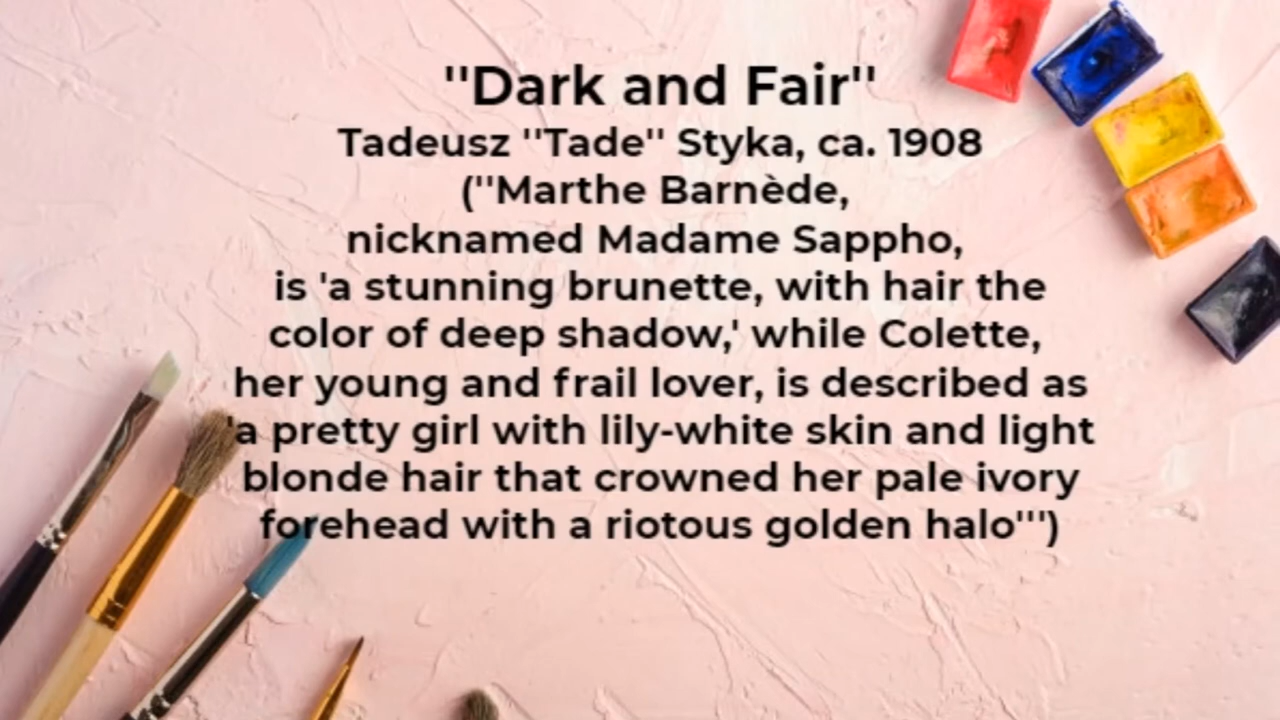 ''Dark and Fair''
Tadeusz ''Tade'' Styka, ca. 1908
(''Marthe Barnède,
nicknamed Madame Sappho,
is 'a stunning brunette, with hair the
color of deep shadow,' while Colette,
her young and frail lover, is described as
'a pretty girl with lily-white skin and light
blonde hair that crowned her pale ivory
forehead with a riotous golden halo''')